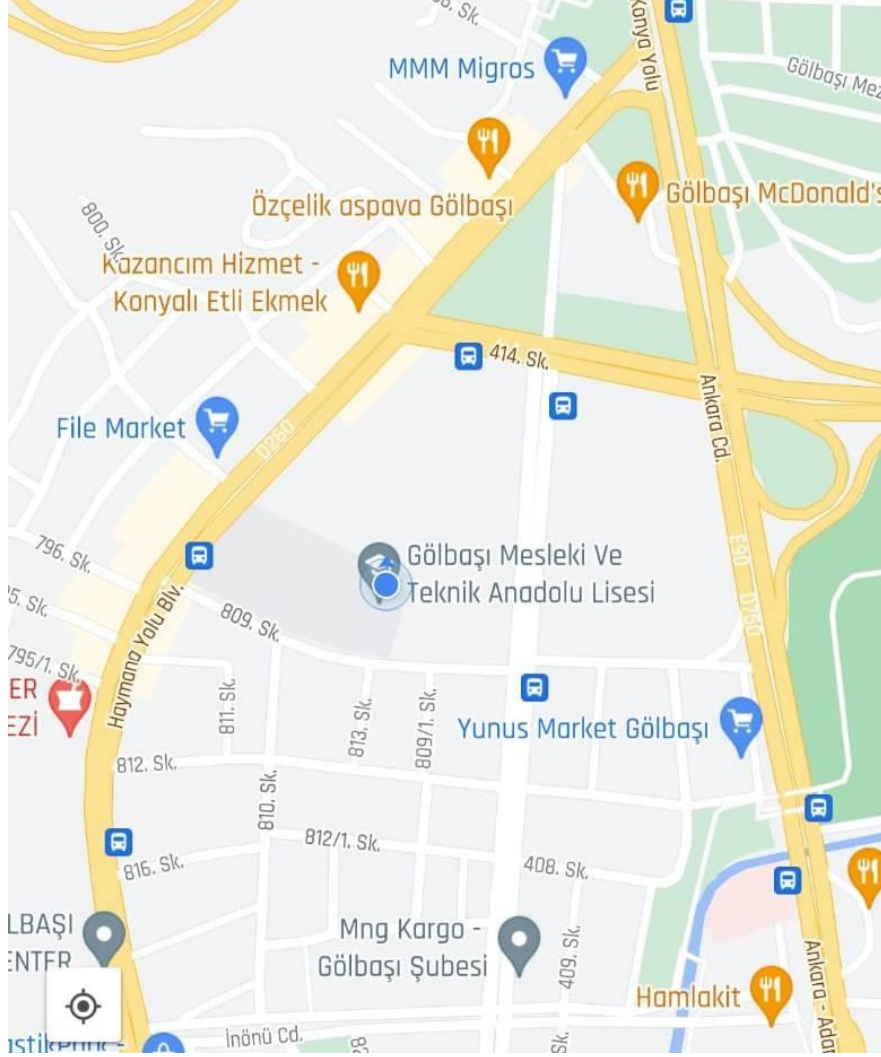 Sk.
Konya Yolu
MMM Migros
Gölbaşı Mez
Özçelik aspava Gölbaşı
Gölbaşı McDonald's
800. Sk.
Kazancım Hizmet -
Konyalı Etli Ekmek
414. Sk.
Ankara Cd.
File Market
D260
796. Sk.
E90 D750
Gölbaşı Mesleki Ve
Teknik Anadolu Lisesi
5. Sk.
809. Sk.
795/1. Sk.
Haymana Yolu Blv.
ER
EZİ
811. Sk.
813. Sk.
809/1. Sk.
Yunus Market Gölbaşı
812. Sk.
810. Sk.
812/1. Sk.
816. Sk.
408. Sk.
LBAŞI
ENTER
Mng Kargo -
Gölbaşı Şubesi
409. Sk.
Hamlakit
Ankara - Ada
İnönü Cd.
Sk.